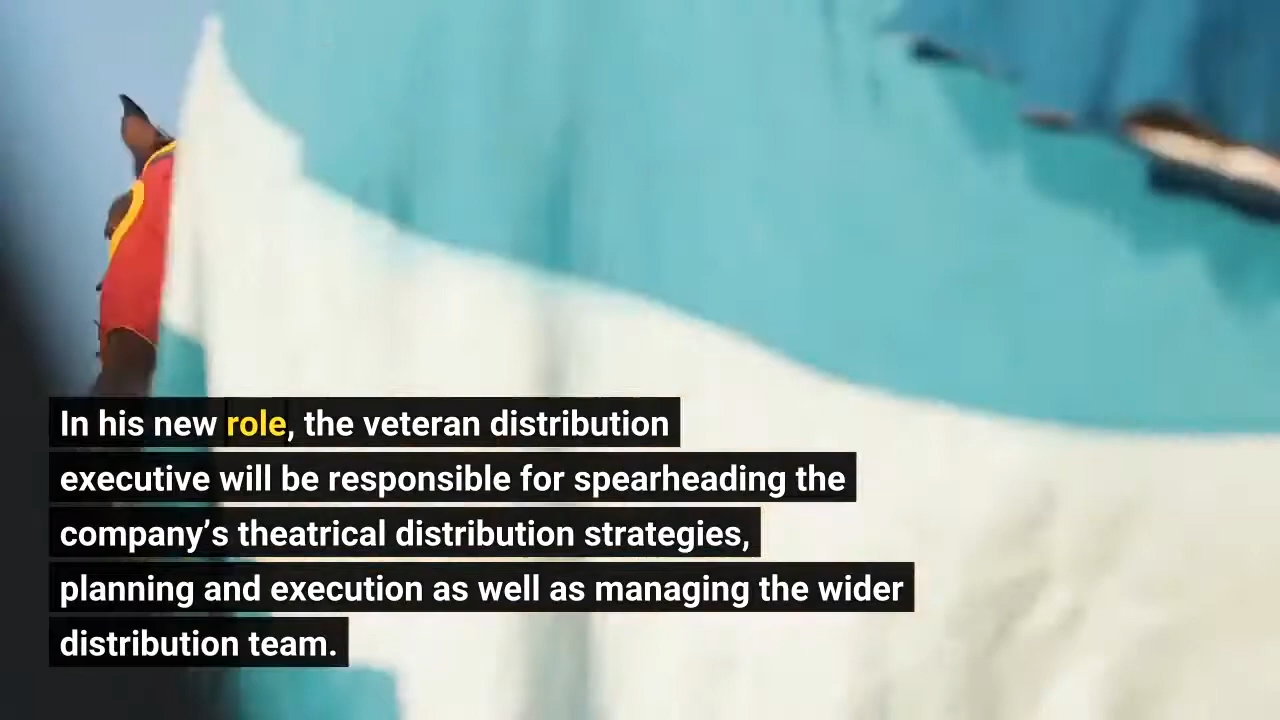 In his new role, the veteran distribution
executive will be responsible for spearheading the
company’s theatrical distribution strategies,
planning and execution as well as managing the wider
distribution team.